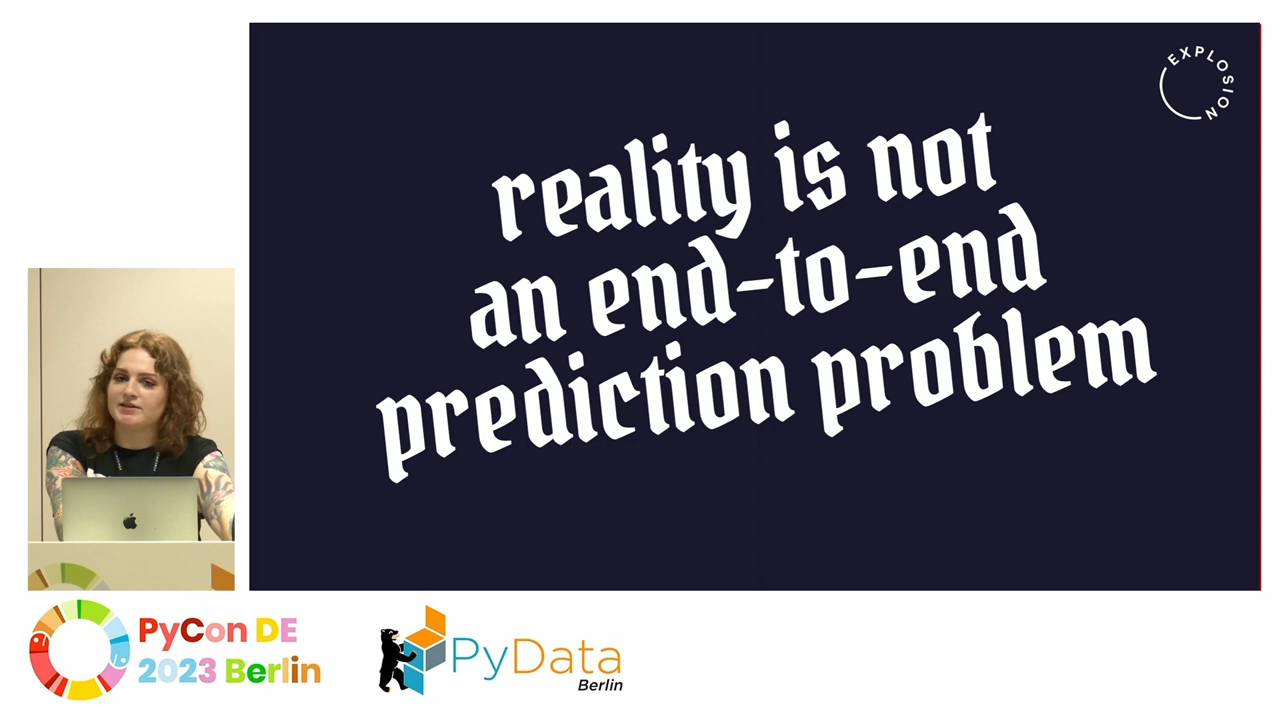 EXPLOSION
reality is not
an end-to-end
prediction problem
PyCon DE
2023 Berlin
PyData
Berlin